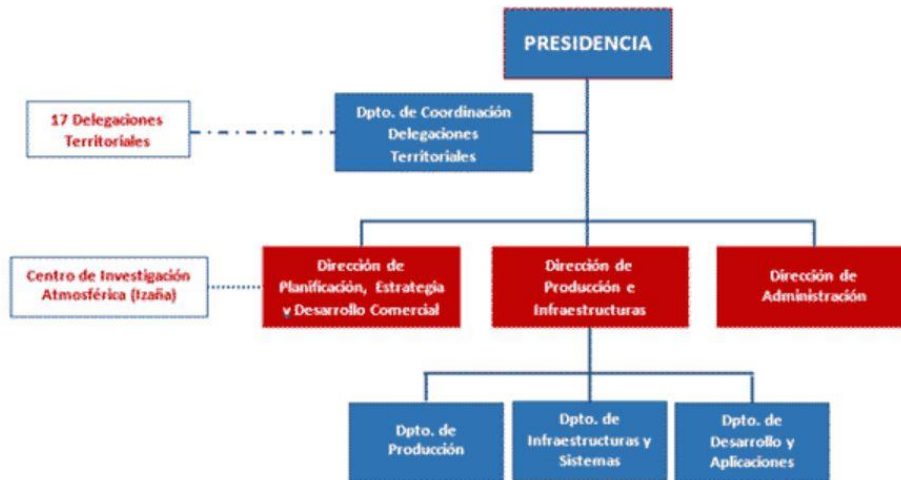 PRESIDENCIA
17 Delegaciones
Territoriales
Dpto. de Coordinación
Delegaciones
Territoriales
Centro de Investigación
Atmosférica (Izaña)
Dirección de
Planificación, Estrategia
y Desarrollo Comercial
Dirección de
Producción e
Infraestructuras
Dirección de
Administración
Dpto. de
Producción
Dpto. de
Infraestructuras y
Sistemas
Dpto. de
Desarrollo y
Aplicaciones